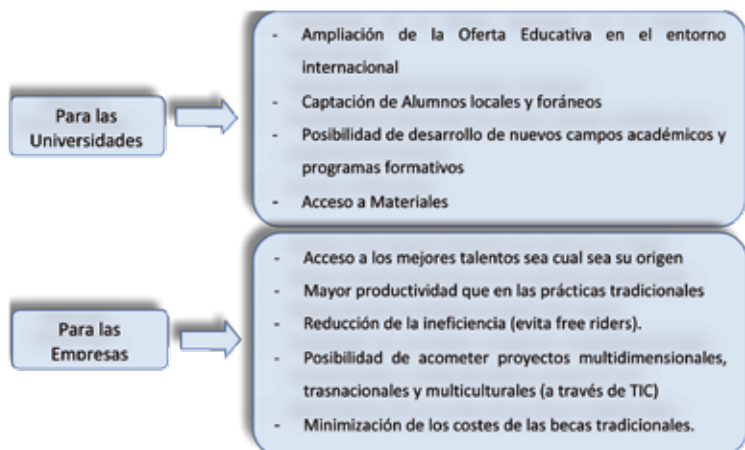 Para las
Universidades
- Ampliación de la Oferta Educativa en el entorno
internacional
- Captación de Alumnos locales y foráneos
- Posibilidad de desarrollo de nuevos campos académicos y
programas formativos
- Acceso a Materiales
Para las
Empresas
- Acceso a los mejores talentos sea cual sea su origen
- Mayor productividad que en las prácticas tradicionales
- Reducción de la ineficiencia (evita free riders).
- Posibilidad de acometer proyectos multidimensionales,
trasnacionales y multiculturales (a través de TIC)
- Minimización de los costes de las becas tradicionales.